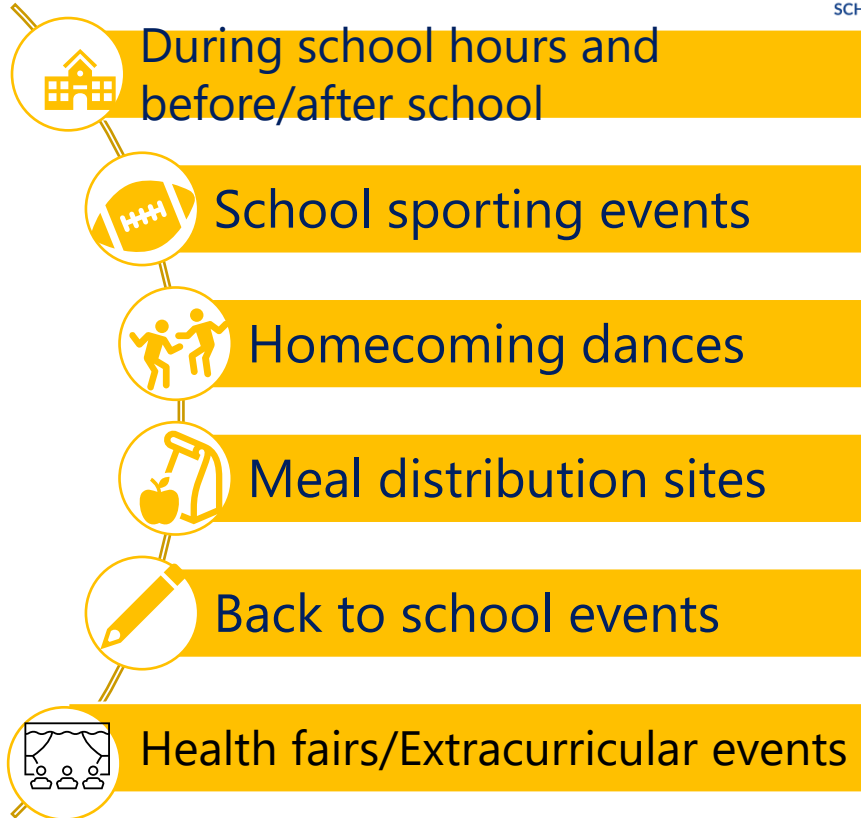 SCH
During school hours and
before/after school
School sporting events
Homecoming dances
Meal distribution sites
Back to school events
Health fairs/Extracurricular events